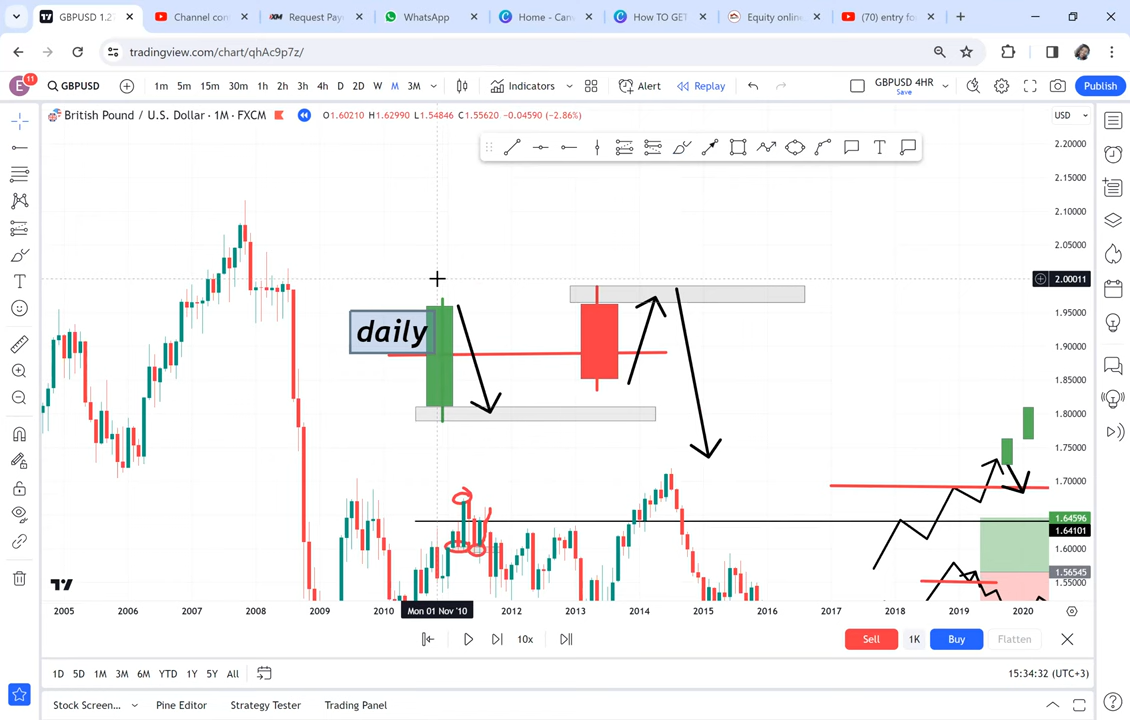 GBPUSD 1.2
Channel con
Request Pay
WhatsApp
Home - Can
How TO GET
Equity online
(70) entry fo
tradingview.com/chart/qhAc9p7z/
E 11 GBPUSD 1m 5m 15m 30m 1h 2h 3h 4h D 2D W M 3M Indicators Alert Replay GBPUSD 4HR Save Publish
British Pound / U.S. Dollar · 1M · FXCM O1.60210 H1.62990 L1.54846 C1.55620 -0.04590 (-2.86%) USD
2.20000
2.15000
2.10000
2.05000
2.00011
1.95000
1.90000
1.85000
1.80000
1.75000
1.70000
1.64596
1.64101
1.60000
1.56545
1.55000
daily
2005 2006 2007 2008 2009 2010 Mon 01 Nov '10 2012 2013 2014 2015 2016 2017 2018 2019 2020
10x Sell 1K Buy Flatten
1D 5D 1M 3M 6M YTD 1Y 5Y All 15:34:32 (UTC+3)
Stock Screen... Pine Editor Strategy Tester Trading Panel